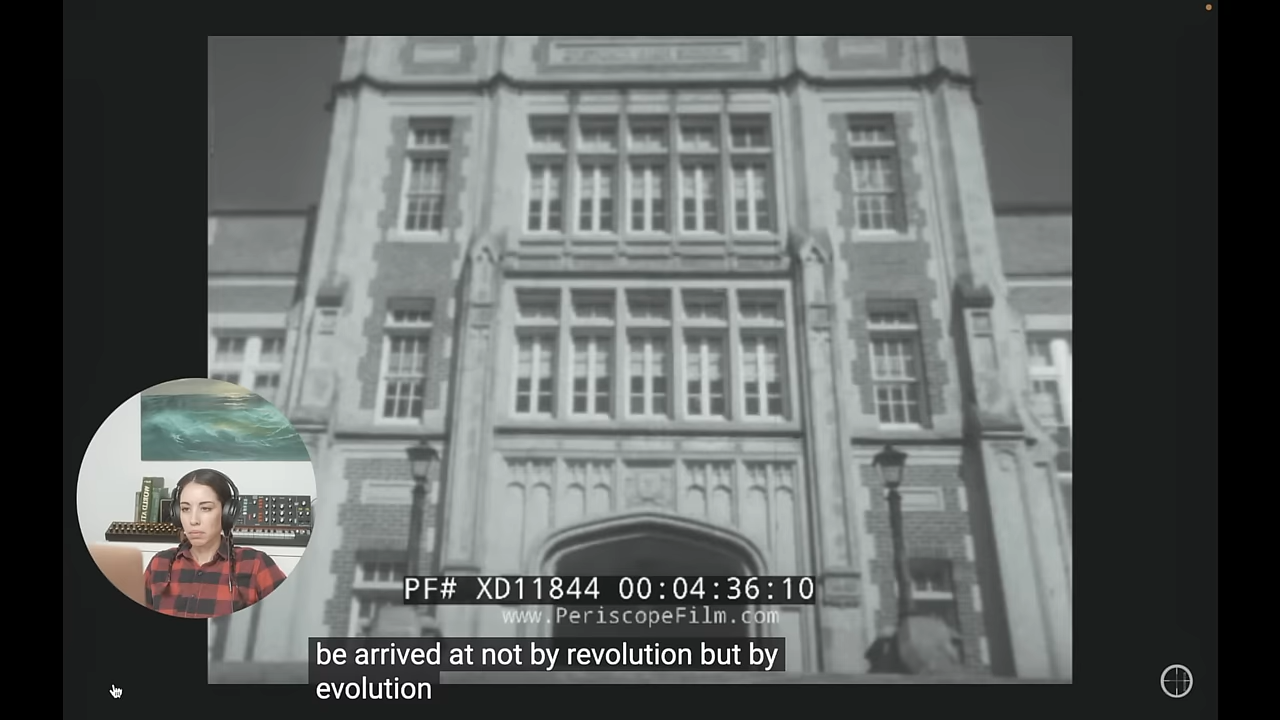 PF# XD11844 00:04:36:10
www.PeriscopeFilm.com
be arrived at not by revolution but by
evolution